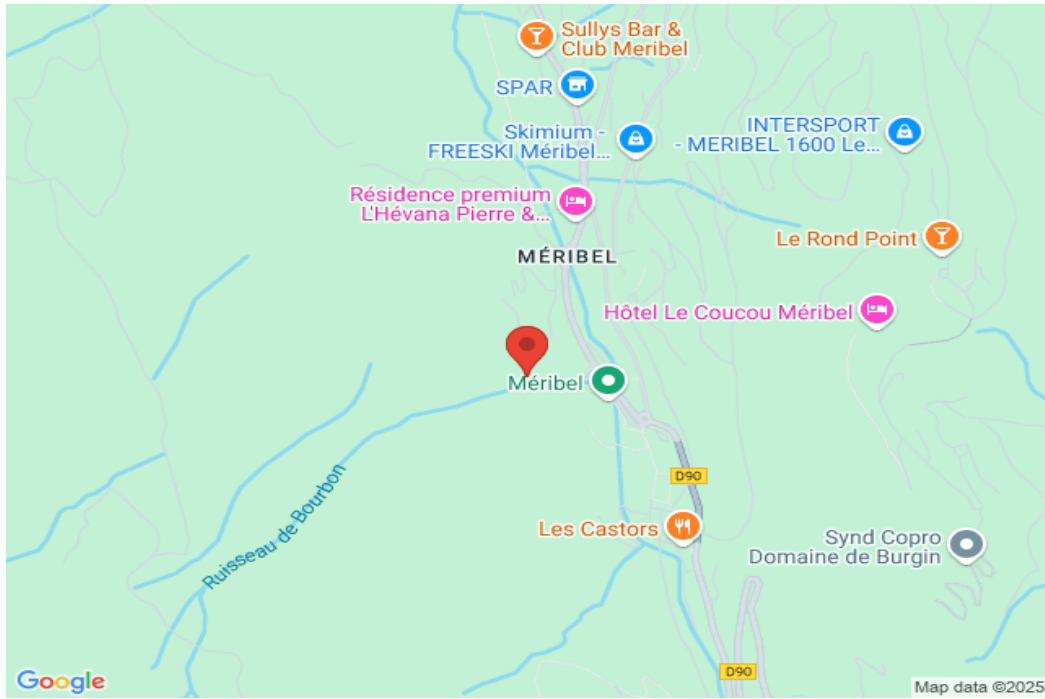 Sullys Bar &
Club Meribel
SPAR
Skimium -
FREESKI Méribel...
INTERSPORT
- MERIBEL 1600 Le...
Résidence premium
L'Hévana Pierre &...
Le Rond Point
MÉRIBEL
Hôtel Le Coucou Méribel
Méribel
D90
Ruisseau de Bourbon
Les Castors
Synd Copro
Domaine de Burgin
D90
Google
Map data ©2025